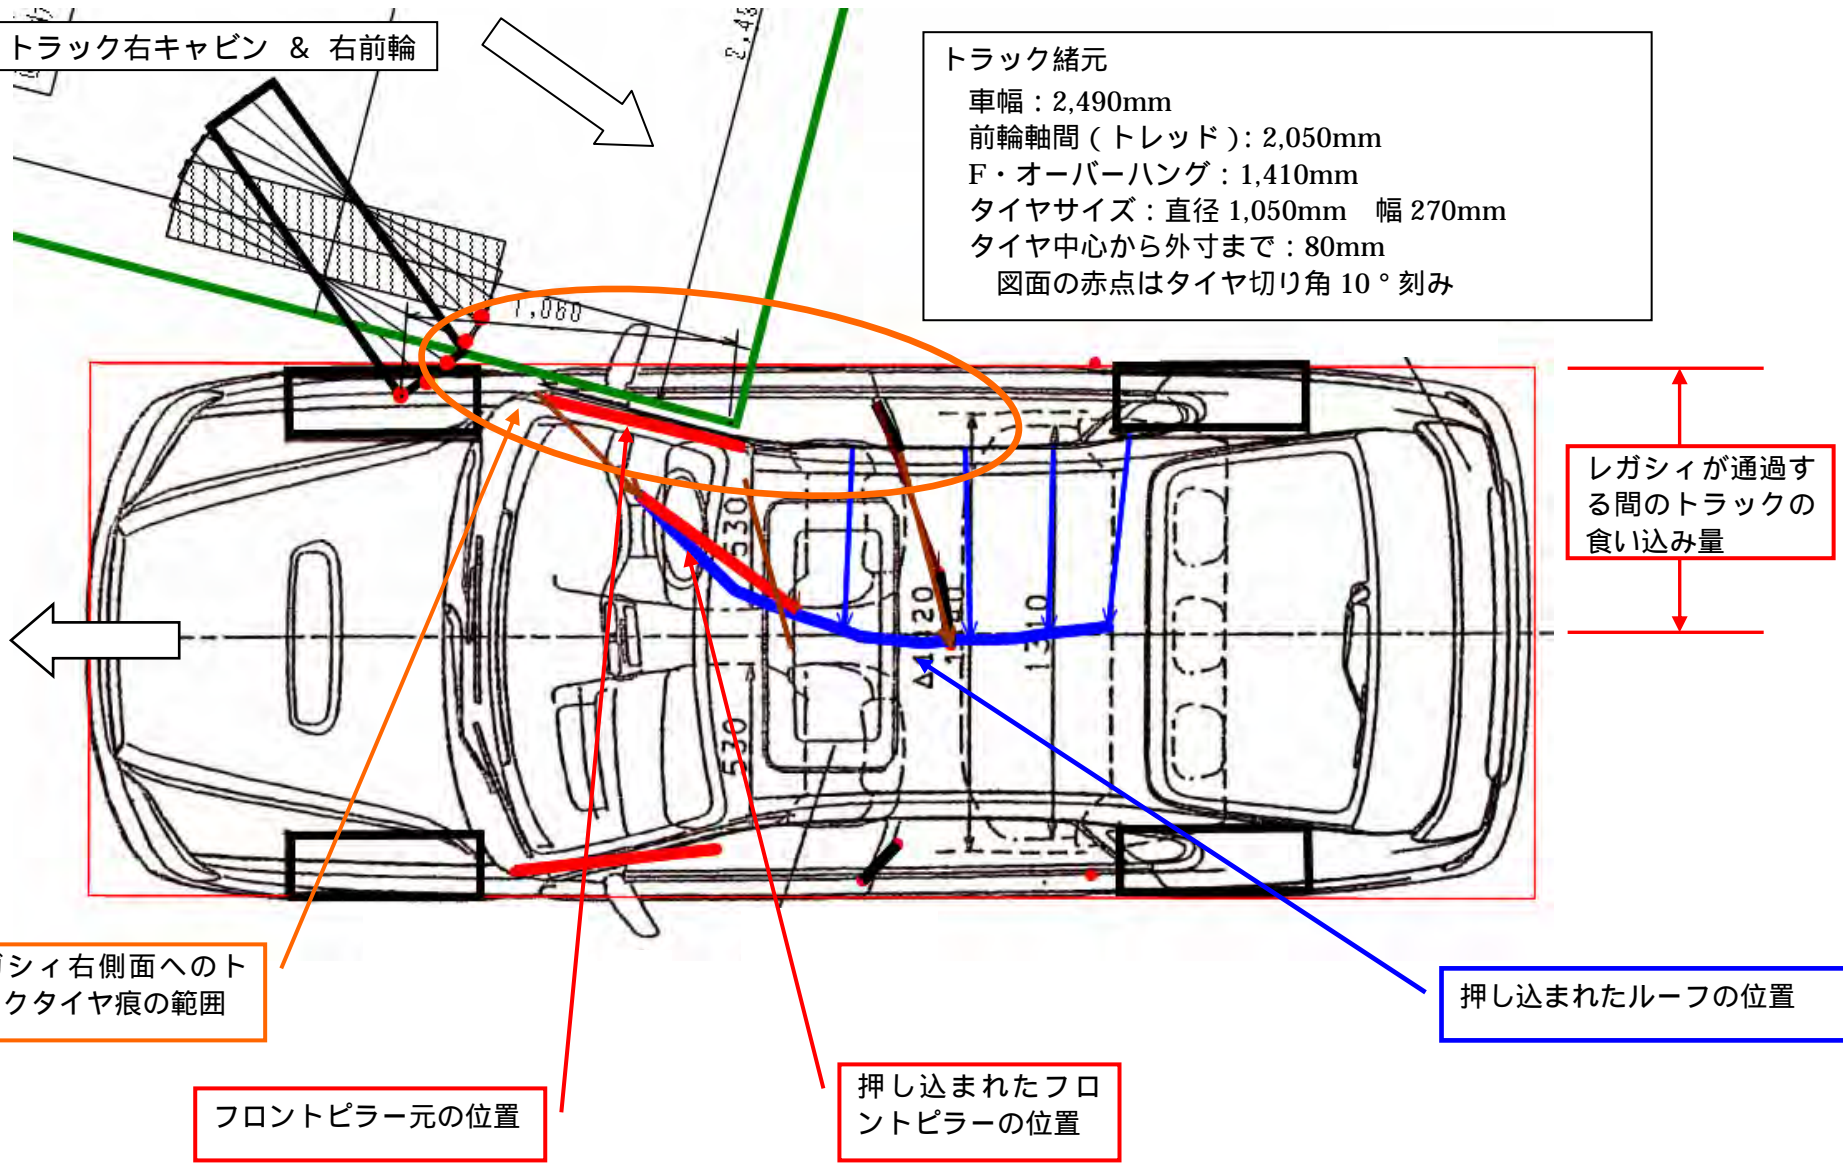 トラック右キャビン & 右前輪
トラック緒元
車幅：2,490mm
前輪軸間（トレッド）：2,050mm
F・オーバーハング：1,410mm
タイヤサイズ：直径 1,050mm 幅 270mm
タイヤ中心から外寸まで：80mm
図面の赤点はタイヤ切り角 10°刻み
1,060
レガシィが通過す
る間のトラックの
食い込み量
530
1310
530
シィ右側面へのト
クタイヤ痕の範囲
押し込まれたルーフの位置
フロントピラー元の位置
押し込まれたフロ
ントピラーの位置